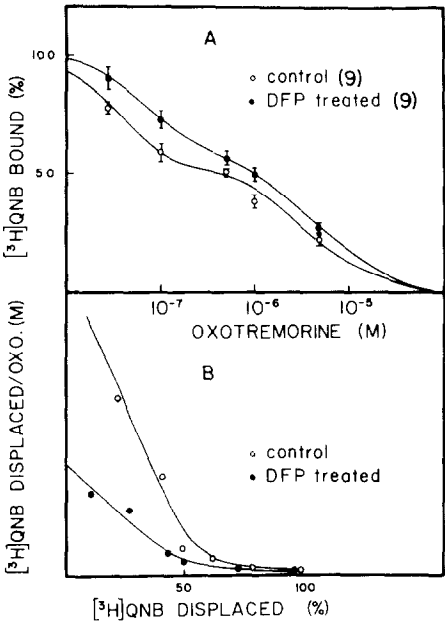 A
100
50
[³H]QNB BOUND (%)
○ control (9)
● DFP treated (9)
10⁻⁷ 10⁻⁶ 10⁻⁵
OXOTREMORINE (M)
B
[³H]QNB DISPLACED/OXO. (M)
○ control
● DFP treated
50 100
[³H]QNB DISPLACED (%)